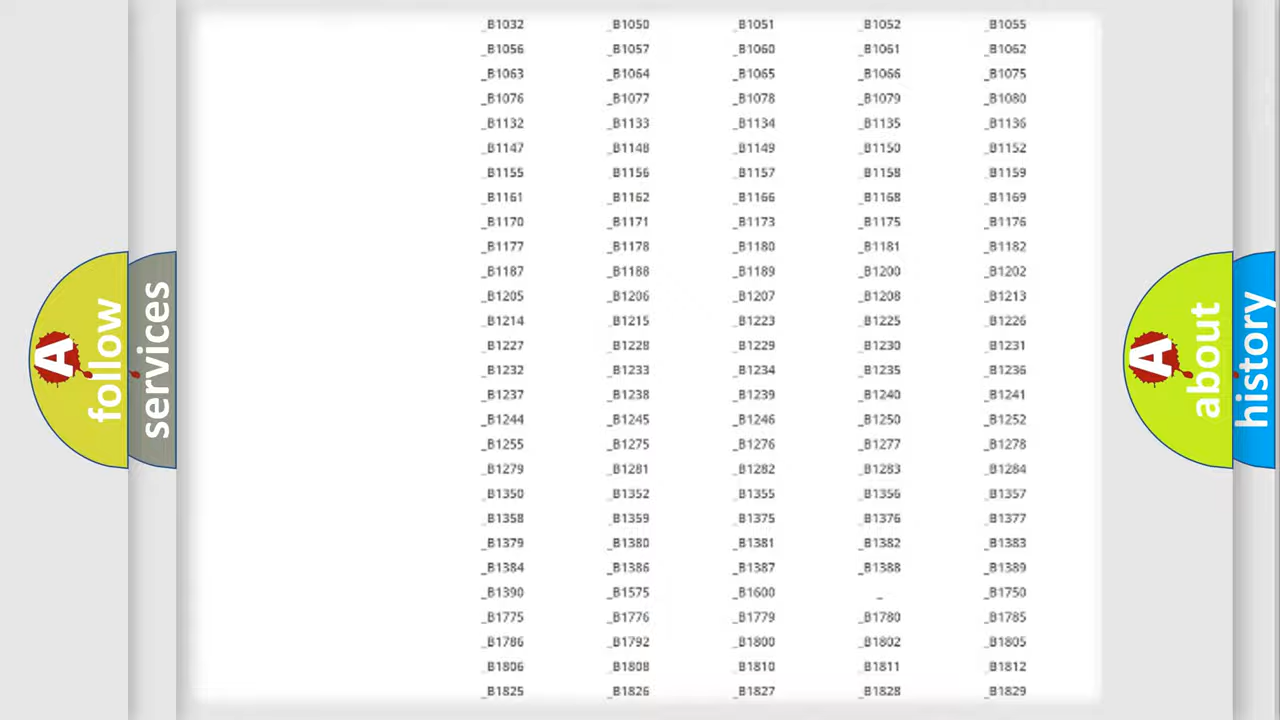 _B1032 _B1050 _B1051 _B1052 _B1055
_B1056 _B1057 _B1060 _B1061 _B1062
_B1063 _B1064 _B1065 _B1066 _B1075
_B1076 _B1077 _B1078 _B1079 _B1080
_B1132 _B1133 _B1134 _B1135 _B1136
_B1147 _B1148 _B1149 _B1150 _B1152
_B1155 _B1156 _B1157 _B1158 _B1159
_B1161 _B1162 _B1166 _B1168 _B1169
_B1170 _B1171 _B1173 _B1175 _B1176
_B1177 _B1178 _B1180 _B1181 _B1182
_B1187 _B1188 _B1189 _B1200 _B1202
_B1205 _B1206 _B1207 _B1208 _B1213
_B1214 _B1215 _B1223 _B1225 _B1226
_B1227 _B1228 _B1229 _B1230 _B1231
_B1232 _B1233 _B1234 _B1235 _B1236
_B1237 _B1238 _B1239 _B1240 _B1241
_B1244 _B1245 _B1246 _B1250 _B1252
_B1255 _B1275 _B1276 _B1277 _B1278
_B1279 _B1281 _B1282 _B1283 _B1284
_B1350 _B1352 _B1355 _B1356 _B1357
_B1358 _B1359 _B1375 _B1376 _B1377
_B1379 _B1380 _B1381 _B1382 _B1383
_B1384 _B1386 _B1387 _B1388 _B1389
_B1390 _B1575 _B1600 _ _B1750
_B1775 _B1776 _B1779 _B1780 _B1785
_B1786 _B1792 _B1800 _B1802 _B1805
_B1806 _B1808 _B1810 _B1811 _B1812
_B1825 _B1826 _B1827 _B1828 _B1829
A
follow
services
A
about
history